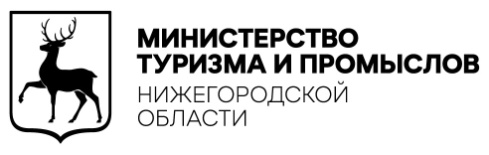 МИНИСТЕРСТВО
ТУРИЗМА И ПРОМЫСЛОВ
НИЖЕГОРОДСКОЙ
ОБЛАСТИ